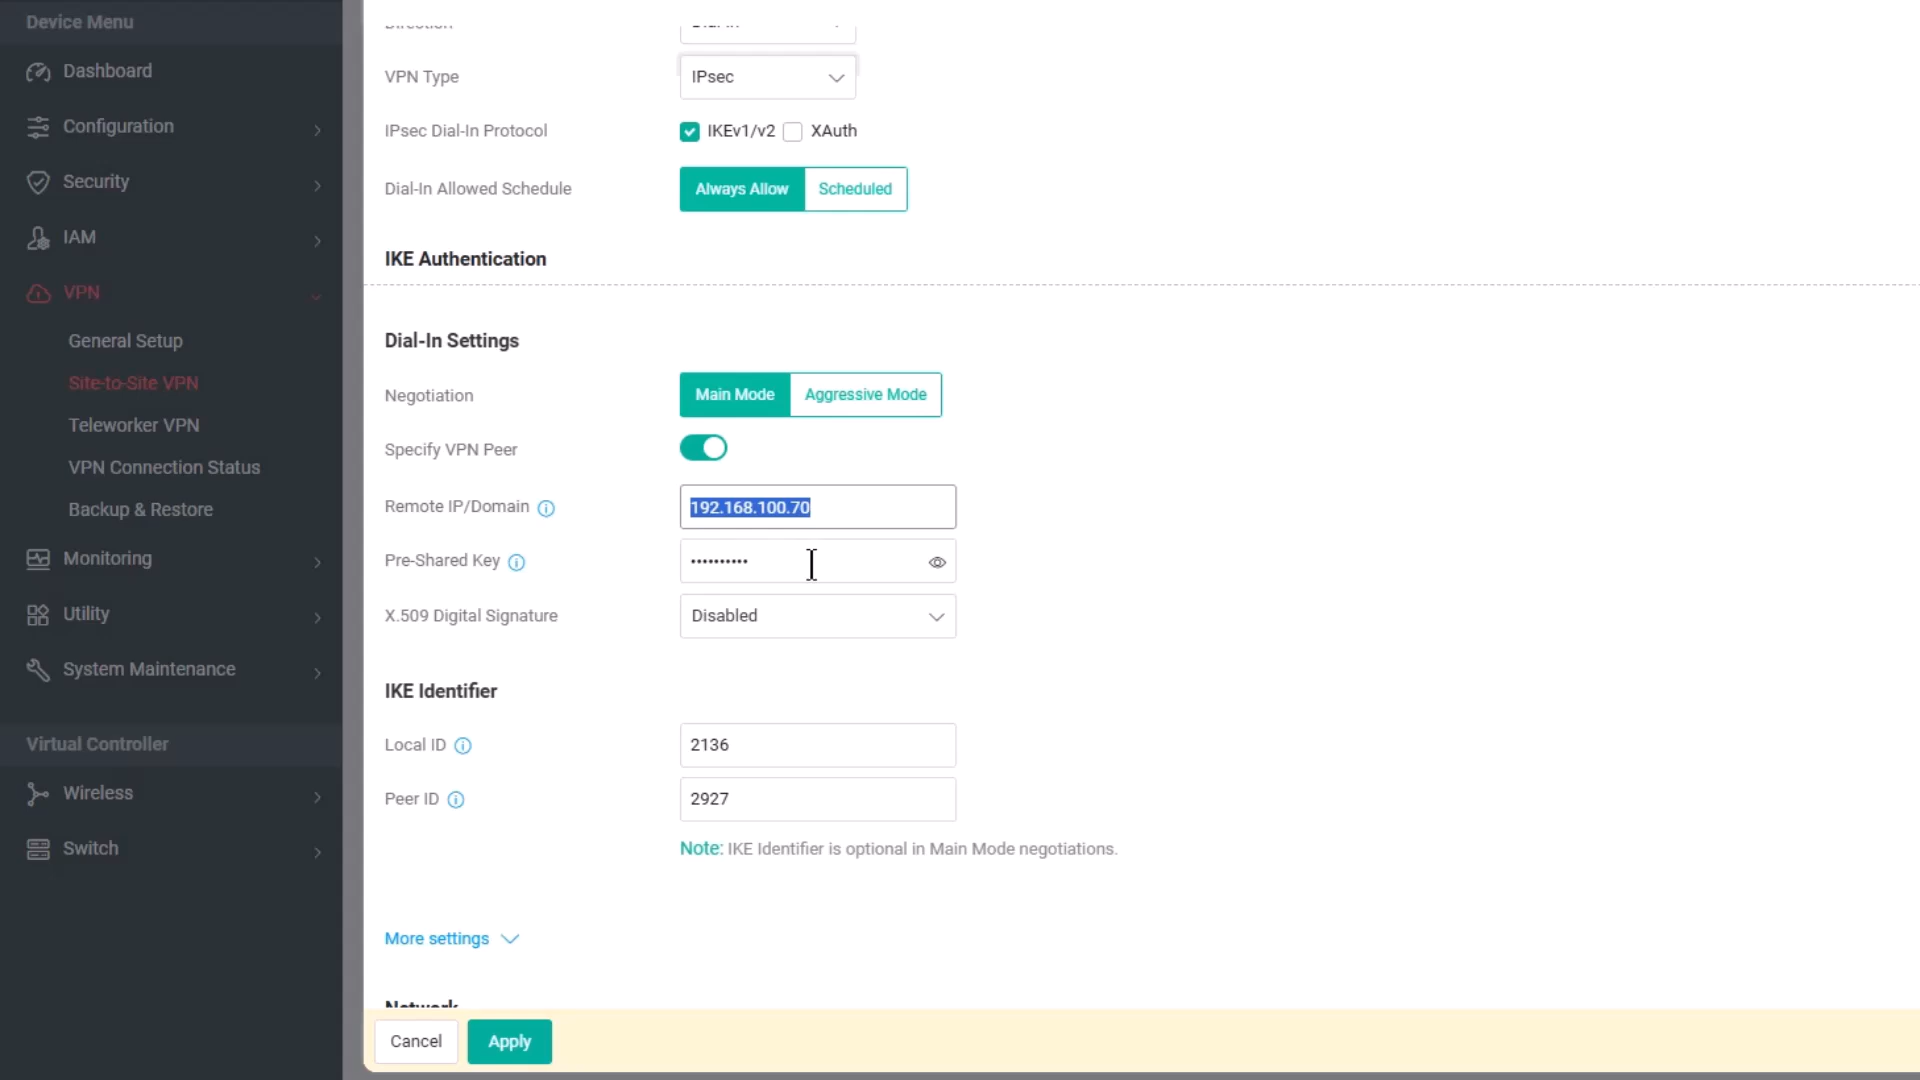 Device Menu
Dashboard
Configuration
Security
IAM
VPN
General Setup
Site-to-Site VPN
Teleworker VPN
VPN Connection Status
Backup & Restore
Monitoring
Utility
System Maintenance
Virtual Controller
Wireless
Switch
VPN Type IPsec
IPsec Dial-In Protocol IKEv1/v2 XAuth
Dial-In Allowed Schedule Always Allow Scheduled
IKE Authentication
Dial-In Settings
Negotiation Main Mode Aggressive Mode
Specify VPN Peer
Remote IP/Domain 192.168.100.70
Pre-Shared Key ••••••••••
X.509 Digital Signature Disabled
IKE Identifier
Local ID 2136
Peer ID 2927
Note: IKE Identifier is optional in Main Mode negotiations.
More settings
Network
Cancel Apply